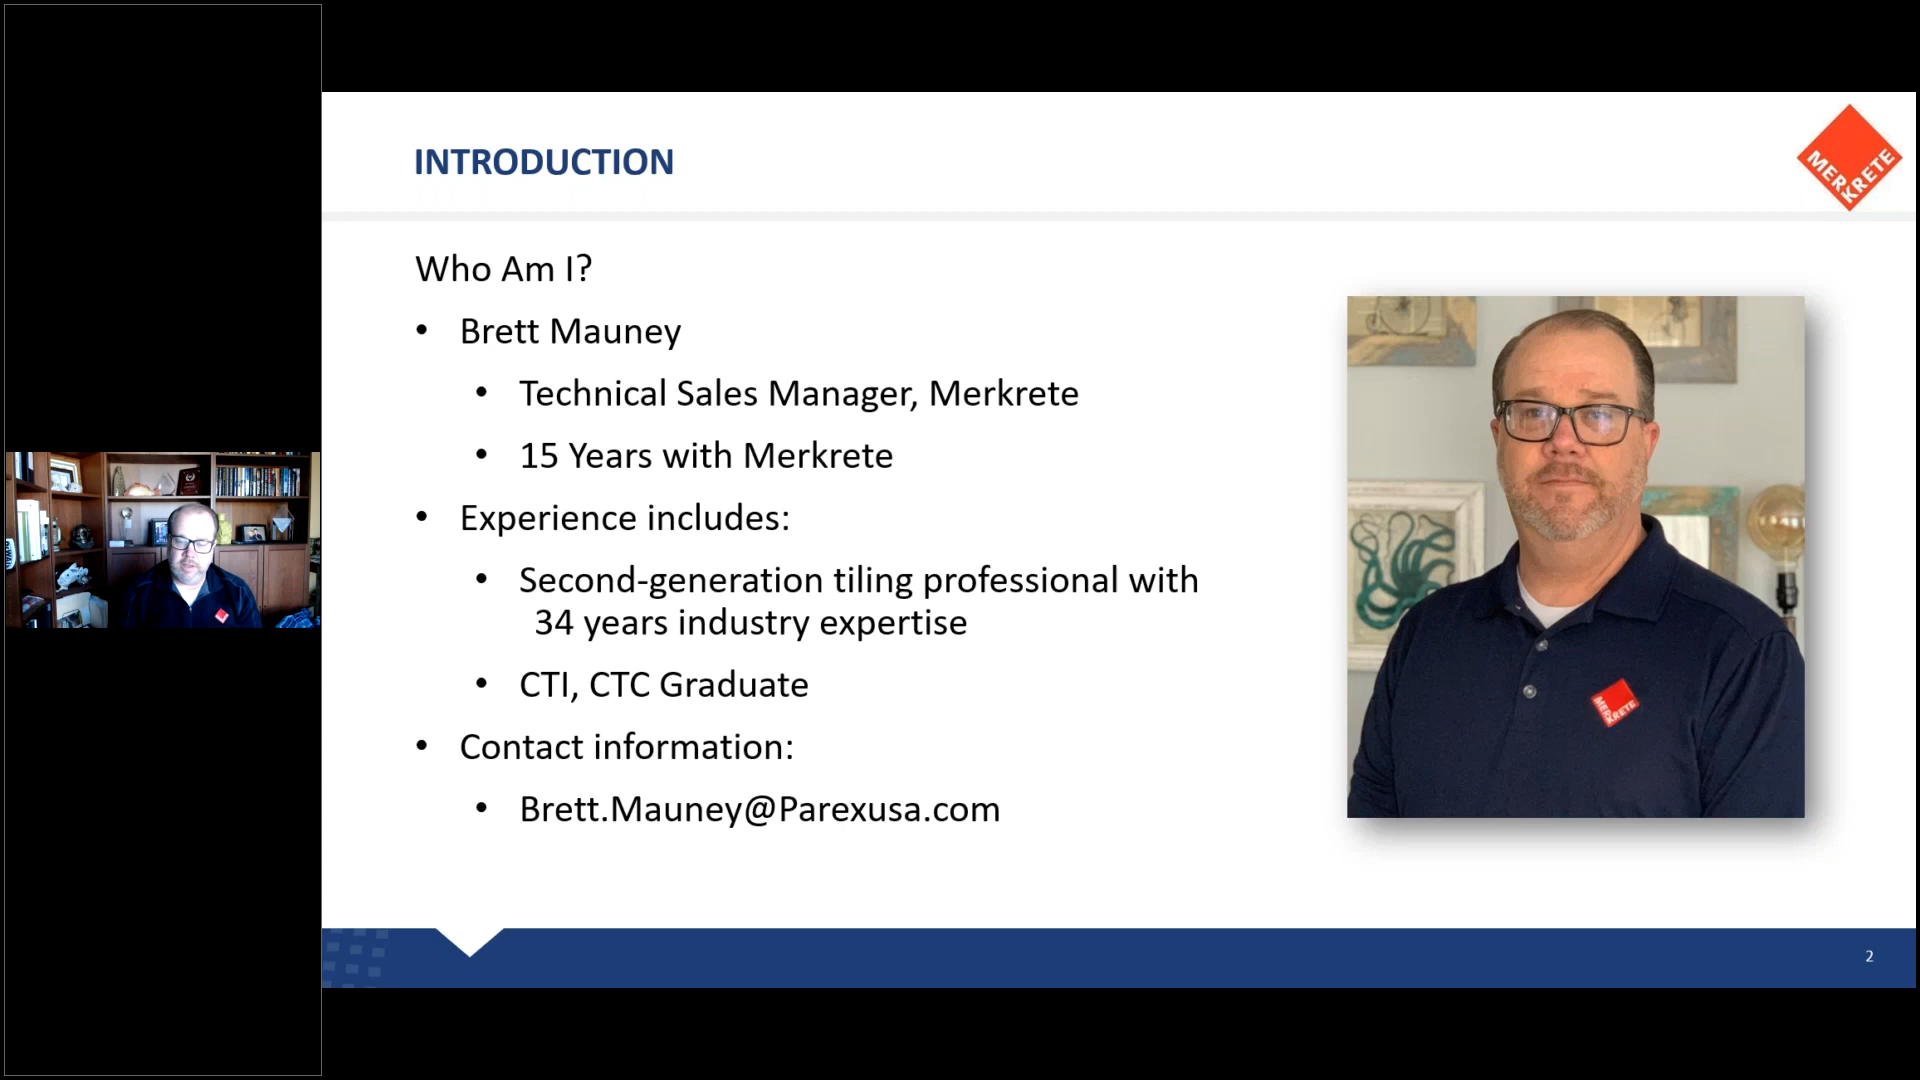 INTRODUCTION
MERKRETE
Who Am I?
• Brett Mauney
• Technical Sales Manager, Merkrete
• 15 Years with Merkrete
• Experience includes:
• Second-generation tiling professional with
34 years industry expertise
• CTI, CTC Graduate
• Contact information:
• Brett.Mauney@Parexusa.com
MERKRETE
2